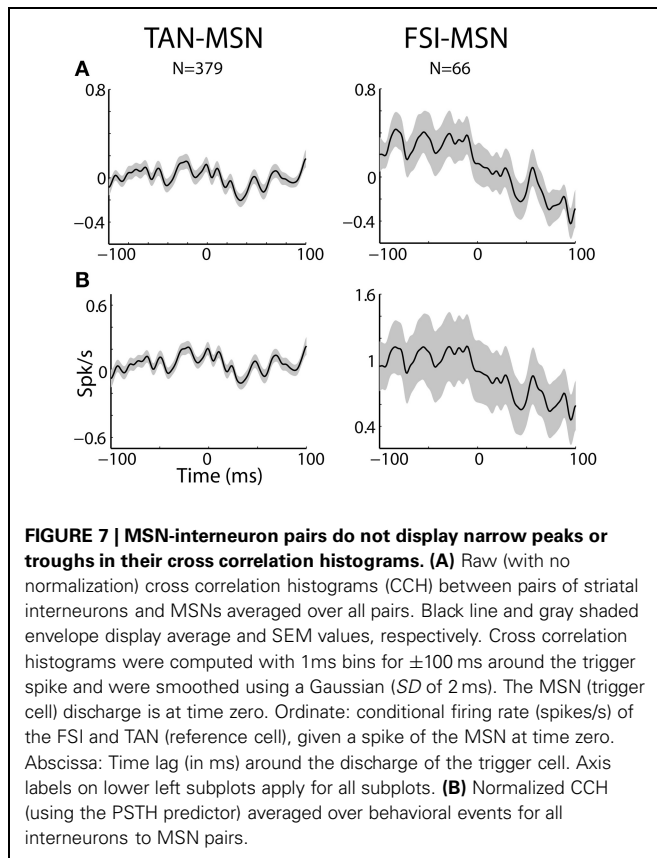 TAN-MSN
FSI-MSN
A
N=379
N=66
0.8
0
−0.4
−100
0
100
0.8
0.4
0
−0.4
−100
0
100
B
0.6
0
−0.6
Spk/s
−100
0
100
Time (ms)
1.6
1
0.4
−100
0
100
FIGURE 7 | MSN-interneuron pairs do not display narrow peaks or
troughs in their cross correlation histograms. (A) Raw (with no
normalization) cross correlation histograms (CCH) between pairs of striatal
interneurons and MSNs averaged over all pairs. Black line and gray shaded
envelope display average and SEM values, respectively. Cross correlation
histograms were computed with 1ms bins for ±100 ms around the trigger
spike and were smoothed using a Gaussian (SD of 2 ms). The MSN (trigger
cell) discharge is at time zero. Ordinate: conditional firing rate (spikes/s) of
the FSI and TAN (reference cell), given a spike of the MSN at time zero.
Abscissa: Time lag (in ms) around the discharge of the trigger cell. Axis
labels on lower left subplots apply for all subplots. (B) Normalized CCH
(using the PSTH predictor) averaged over behavioral events for all
interneurons to MSN pairs.